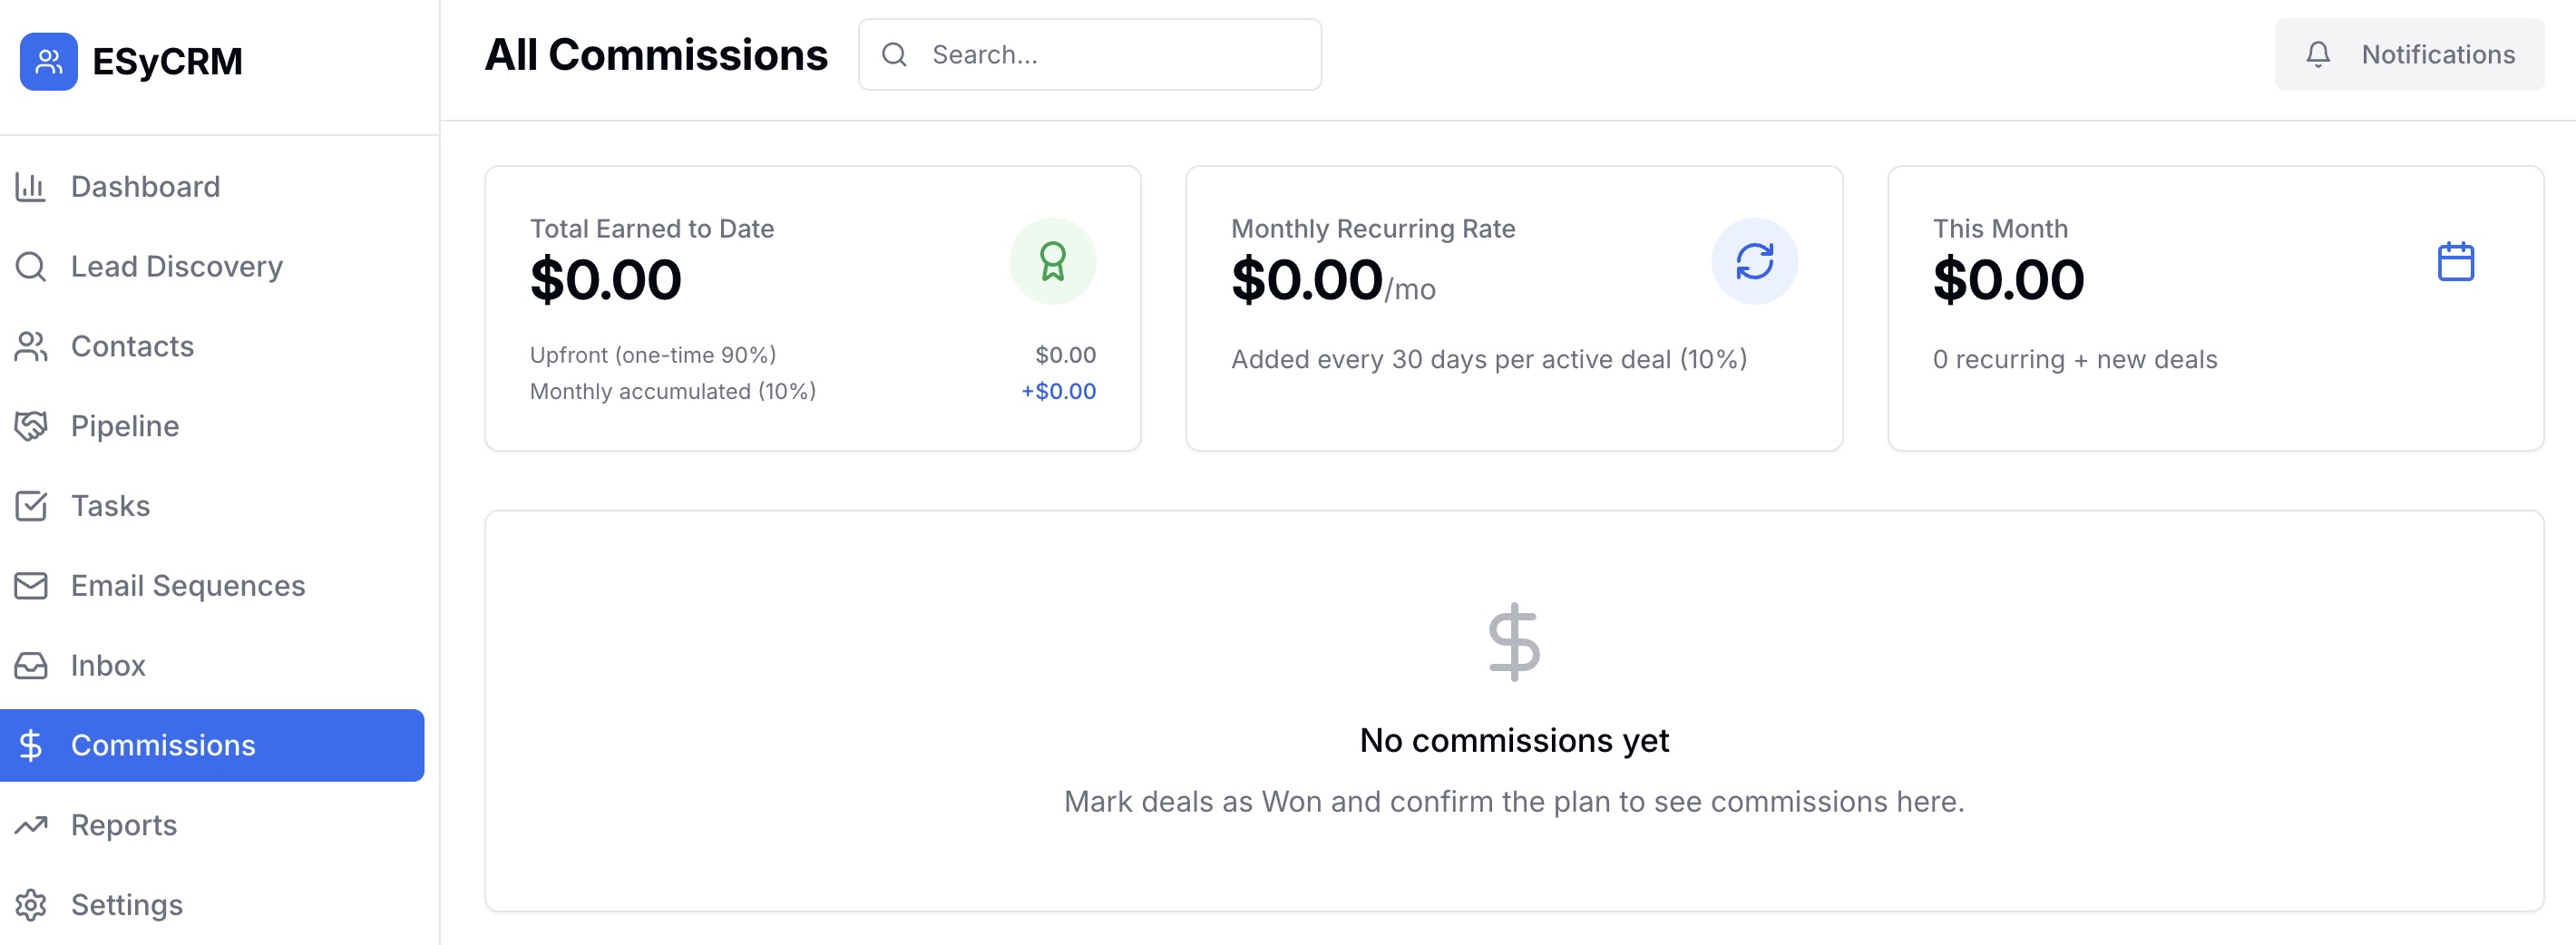 ESyCRM
Dashboard
Lead Discovery
Contacts
Pipeline
Tasks
Email Sequences
Inbox
Commissions
Reports
Settings
All Commissions
Search...
Notifications
Total Earned to Date
$0.00
Upfront (one-time 90%) $0.00
Monthly accumulated (10%) +$0.00
Monthly Recurring Rate
$0.00/mo
Added every 30 days per active deal (10%)
This Month
$0.00
0 recurring + new deals
No commissions yet
Mark deals as Won and confirm the plan to see commissions here.